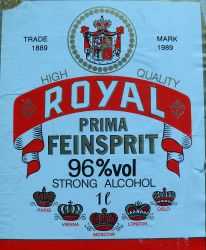 TRADE MARK
1889 1989
HIGH QUALITY
ROYAL
PRIMA
FEINSPRIT
96%vol
STRONG ALCOHOL
1ℓ
PARIS OSLO
VIENNA LONDON
MOSCOW